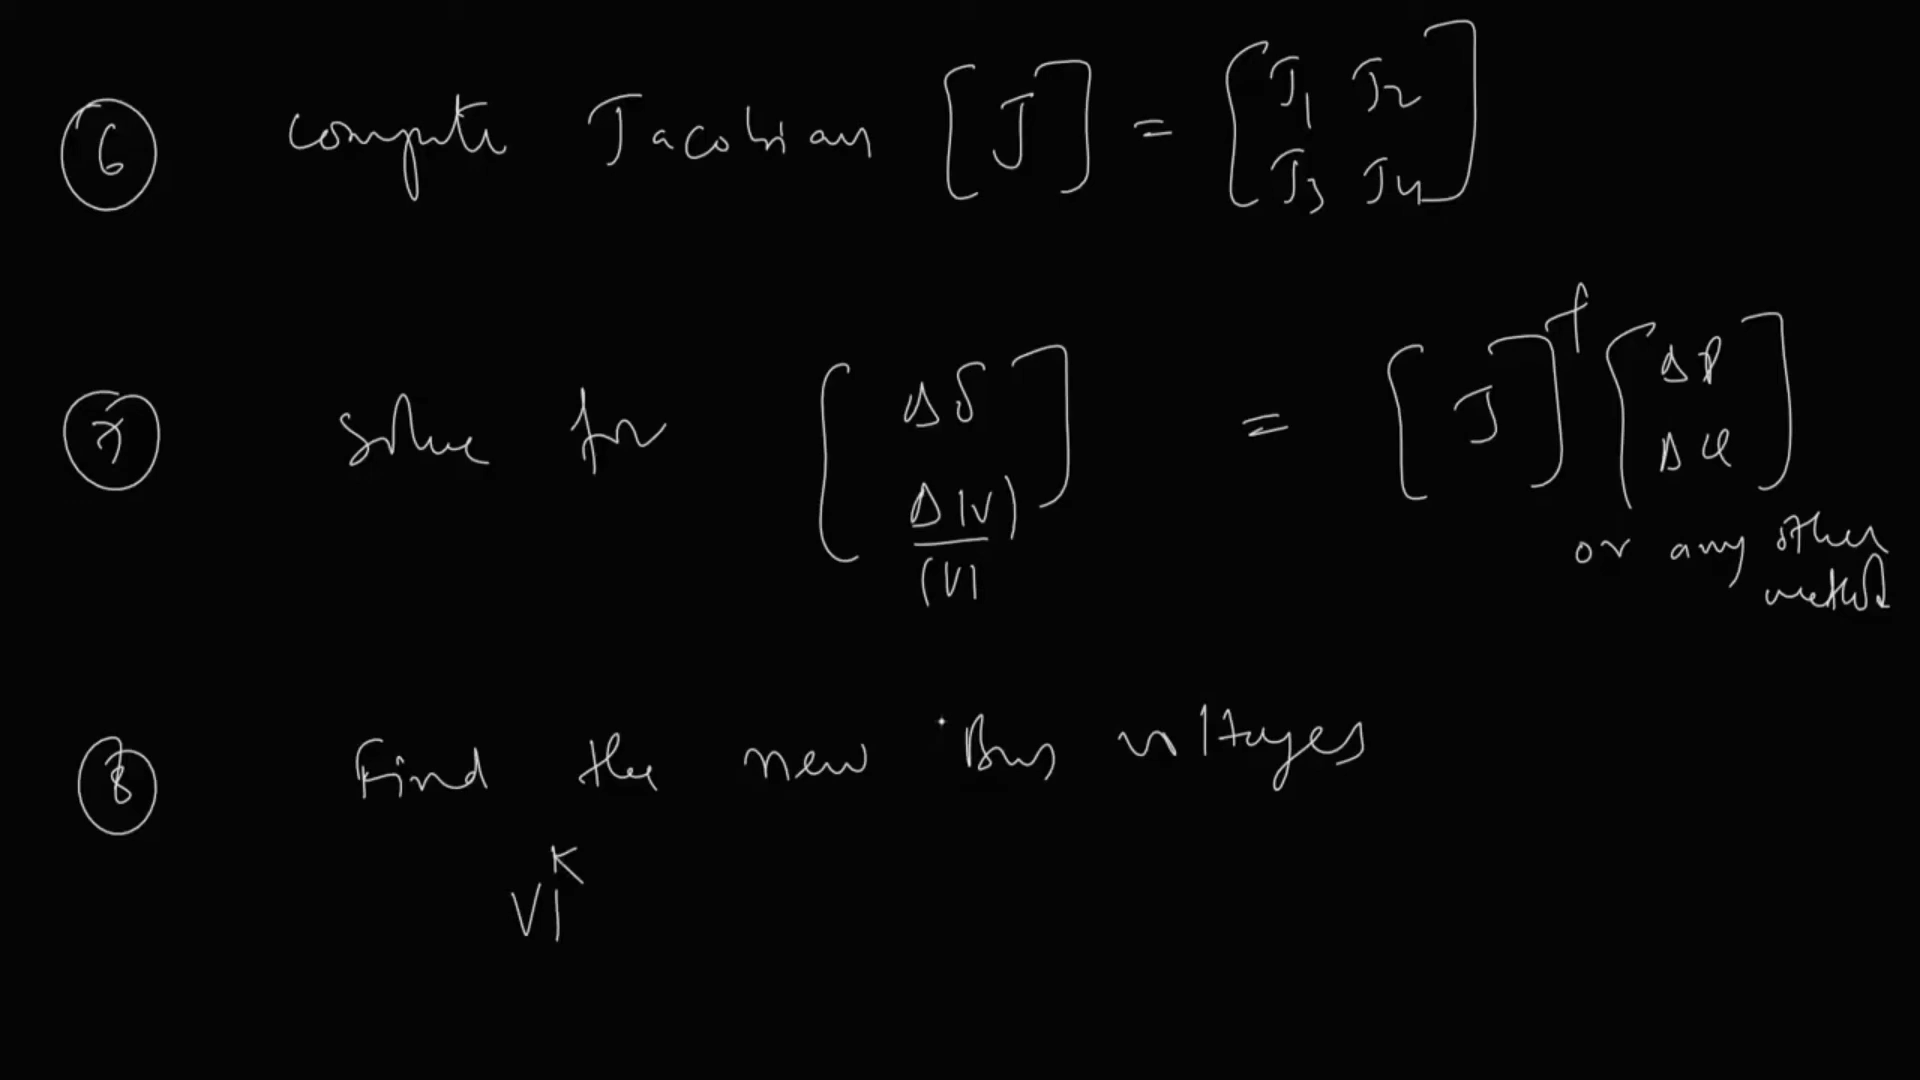 ⑥ compute Jacobian [J] = [J1 J2
J3 J4]
⑦ Solve for [Δδ
Δ|V|/|V|] = [J]⁻¹ [ΔP
ΔQ]
or any other
method
⑧ Find the new Bus voltages
V1^K